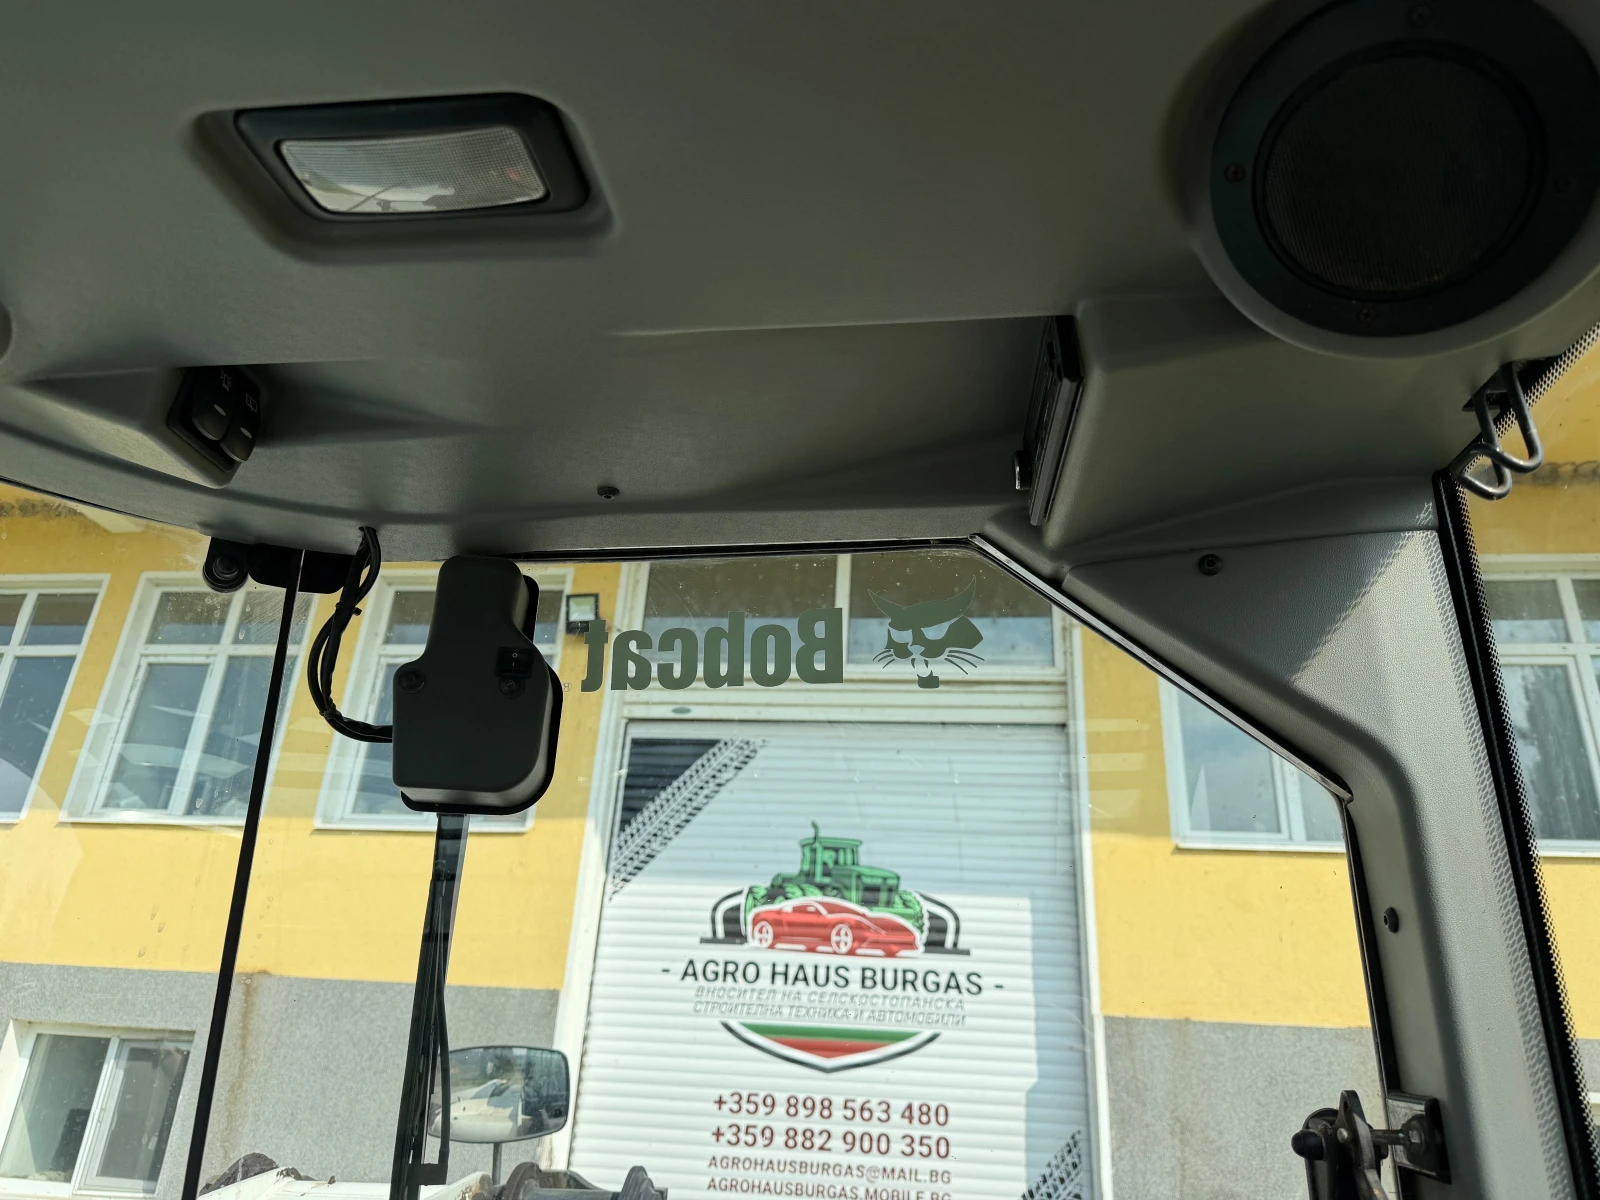 Bobcat
- AGRO HAUS BURGAS -
ВНОСИТЕЛ НА СЕЛСКОСТОПАНСКА
СТРОИТЕЛНА ТЕХНИКА И АВТОМОБИЛИ
+359 898 563 480
+359 882 900 350
AGROHAUSBURGAS@MAIL.BG
AGROHAUSBURGAS.MOBILE.BG